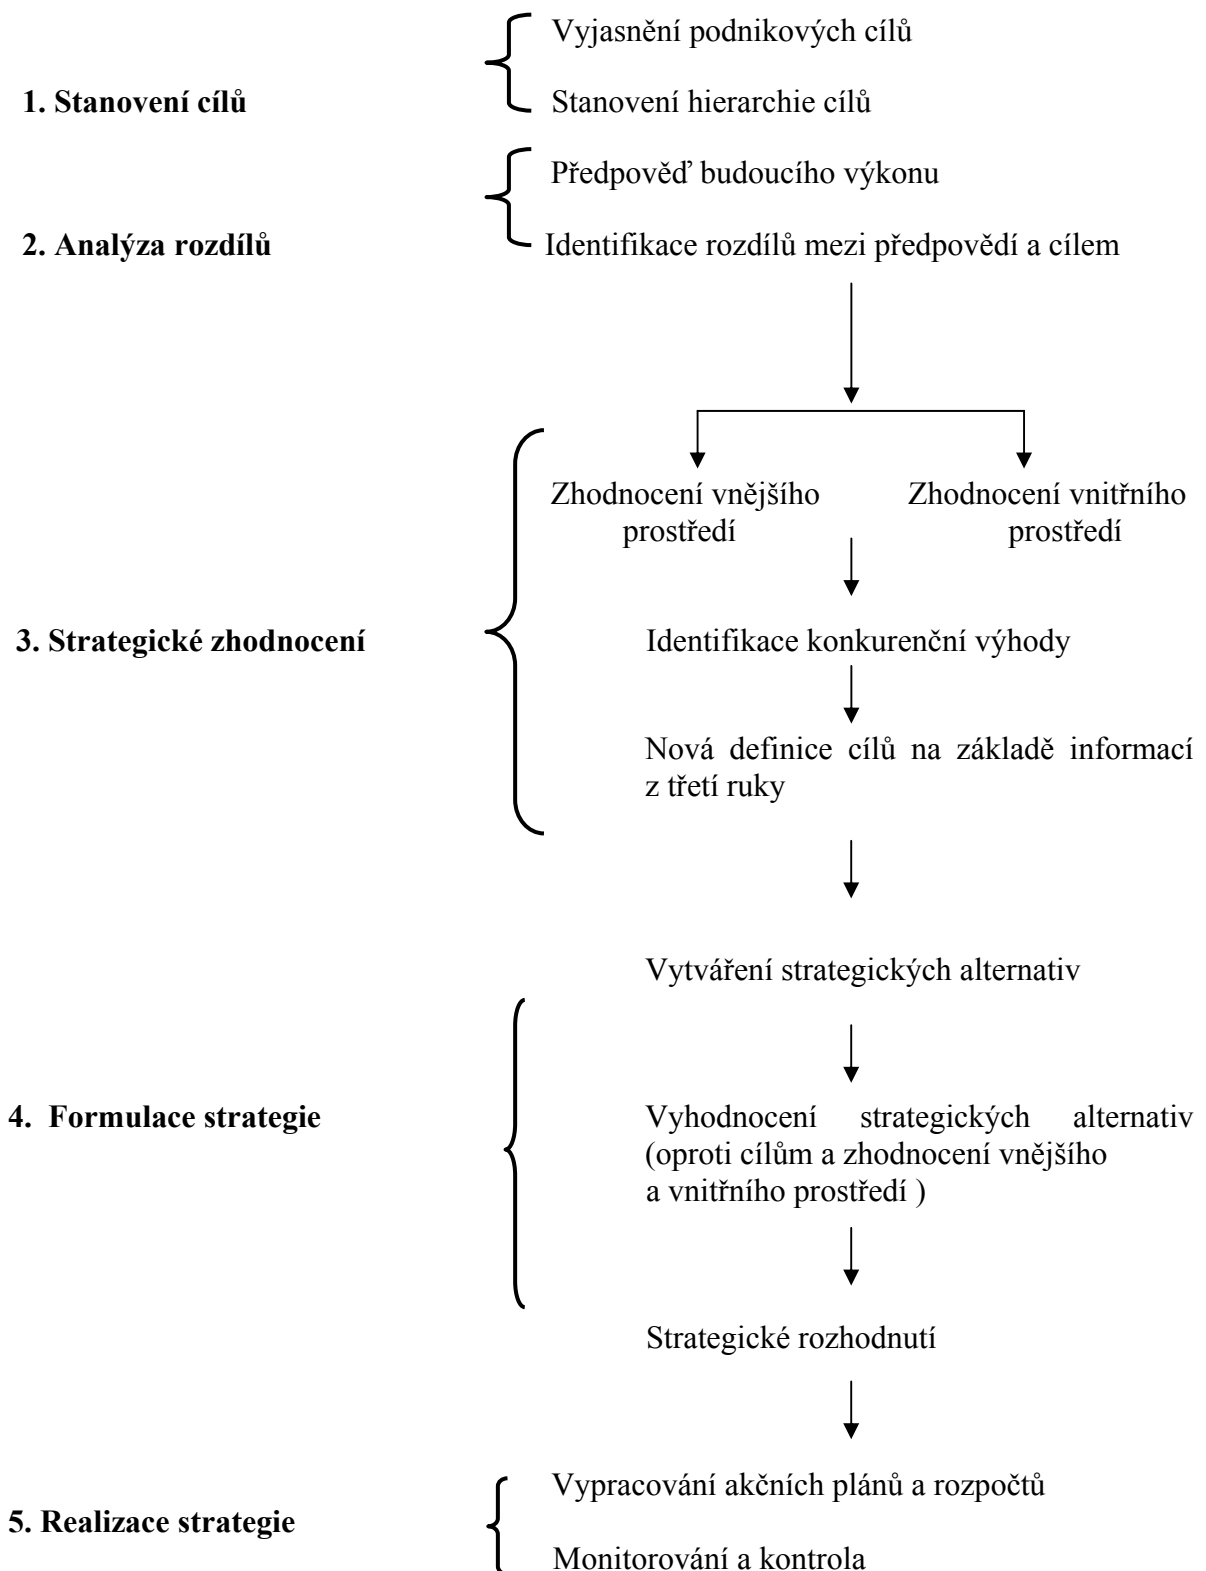 Vyjasnění podnikových cílů
1. Stanovení cílů
Stanovení hierarchie cílů
Předpověď budoucího výkonu
2. Analýza rozdílů
Identifikace rozdílů mezi předpovědí a cílem
Zhodnocení vnějšího
prostředí
Zhodnocení vnitřního
prostředí
3. Strategické zhodnocení
Identifikace konkurenční výhody
Nová definice cílů na základě informací
z třetí ruky
Vytváření strategických alternativ
4. Formulace strategie
Vyhodnocení strategických alternativ
(oproti cílům a zhodnocení vnějšího
a vnitřního prostředí )
Strategické rozhodnutí
Vypracování akčních plánů a rozpočtů
5. Realizace strategie
Monitorování a kontrola